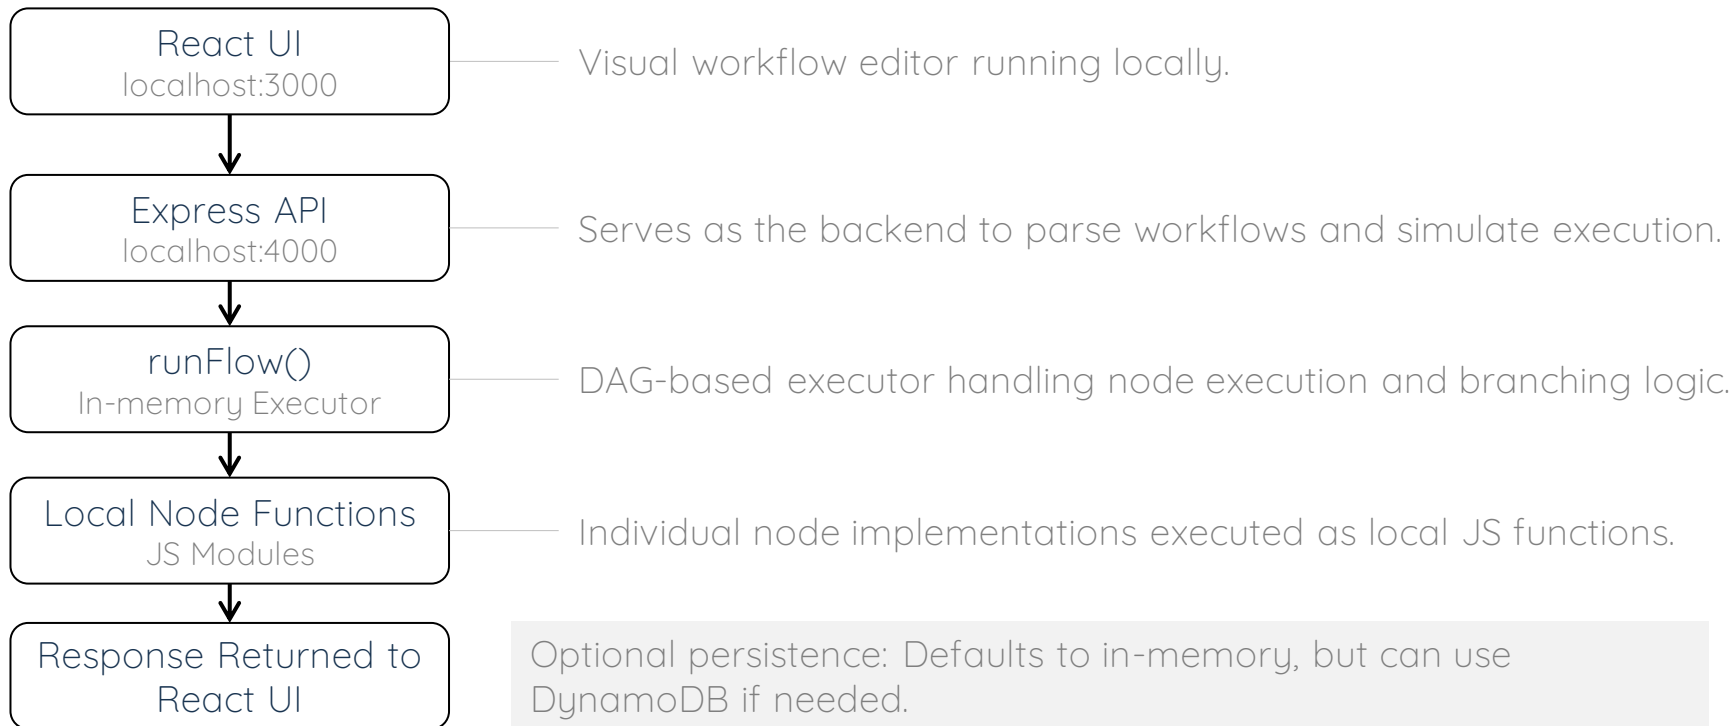 React UI
localhost:3000
Visual workflow editor running locally.
Express API
localhost:4000
Serves as the backend to parse workflows and simulate execution.
runFlow()
In-memory Executor
DAG-based executor handling node execution and branching logic.
Local Node Functions
JS Modules
Individual node implementations executed as local JS functions.
Response Returned to
React UI
Optional persistence: Defaults to in-memory, but can use
DynamoDB if needed.